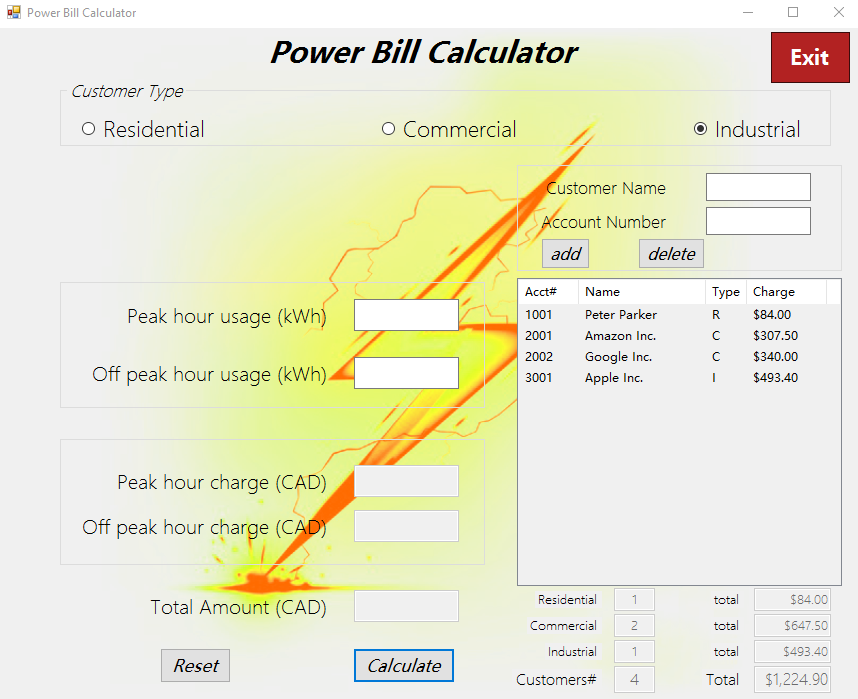 Power Bill Calculator
Power Bill Calculator
Exit
Customer Type
Residential Commercial Industrial
Customer Name
Account Number
add delete
Acct# Name Type Charge
1001 Peter Parker R $84.00
2001 Amazon Inc. C $307.50
2002 Google Inc. C $340.00
3001 Apple Inc. I $493.40
Peak hour usage (kWh)
Off peak hour usage (kWh)
Peak hour charge (CAD)
Off peak hour charge (CAD)
Total Amount (CAD)
Reset Calculate
Residential 1 total $84.00
Commercial 2 total $647.50
Industrial 1 total $493.40
Customers# 4 Total $1,224.90